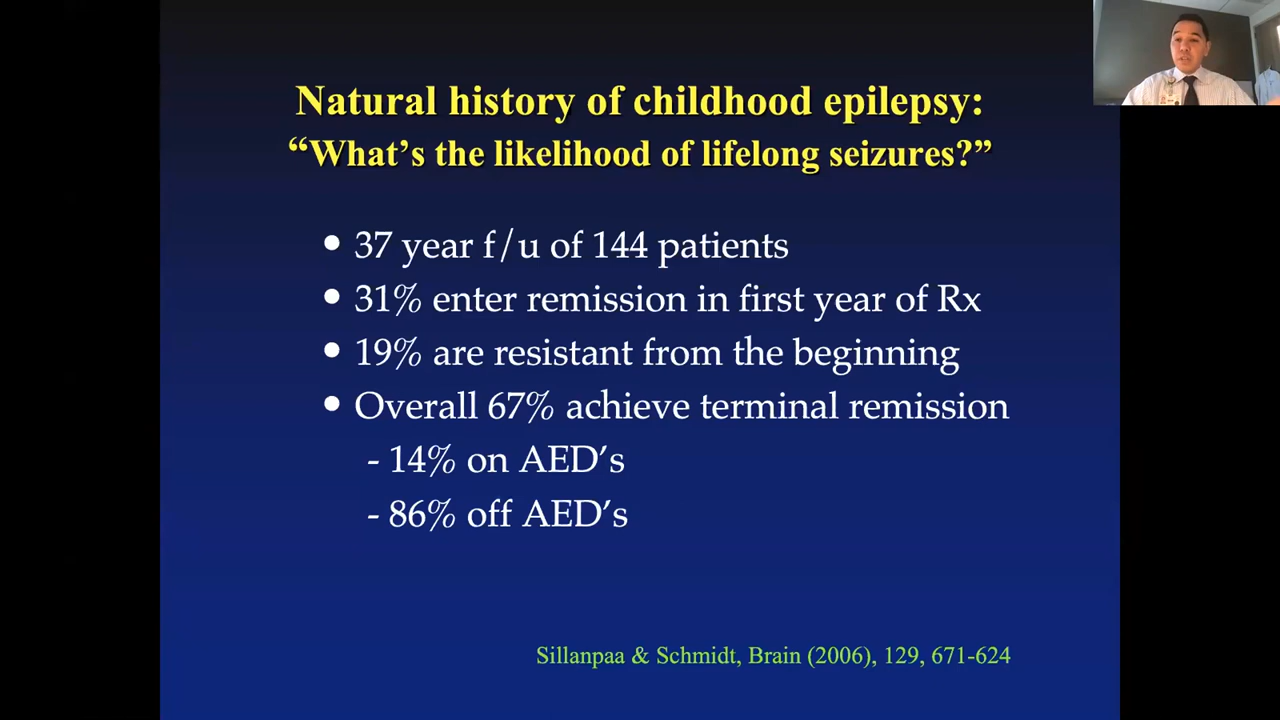 Natural history of childhood epilepsy:
“What’s the likelihood of lifelong seizures?”
• 37 year f/u of 144 patients
• 31% enter remission in first year of Rx
• 19% are resistant from the beginning
• Overall 67% achieve terminal remission
- 14% on AED’s
- 86% off AED’s
Sillanpaa & Schmidt, Brain (2006), 129, 671-624